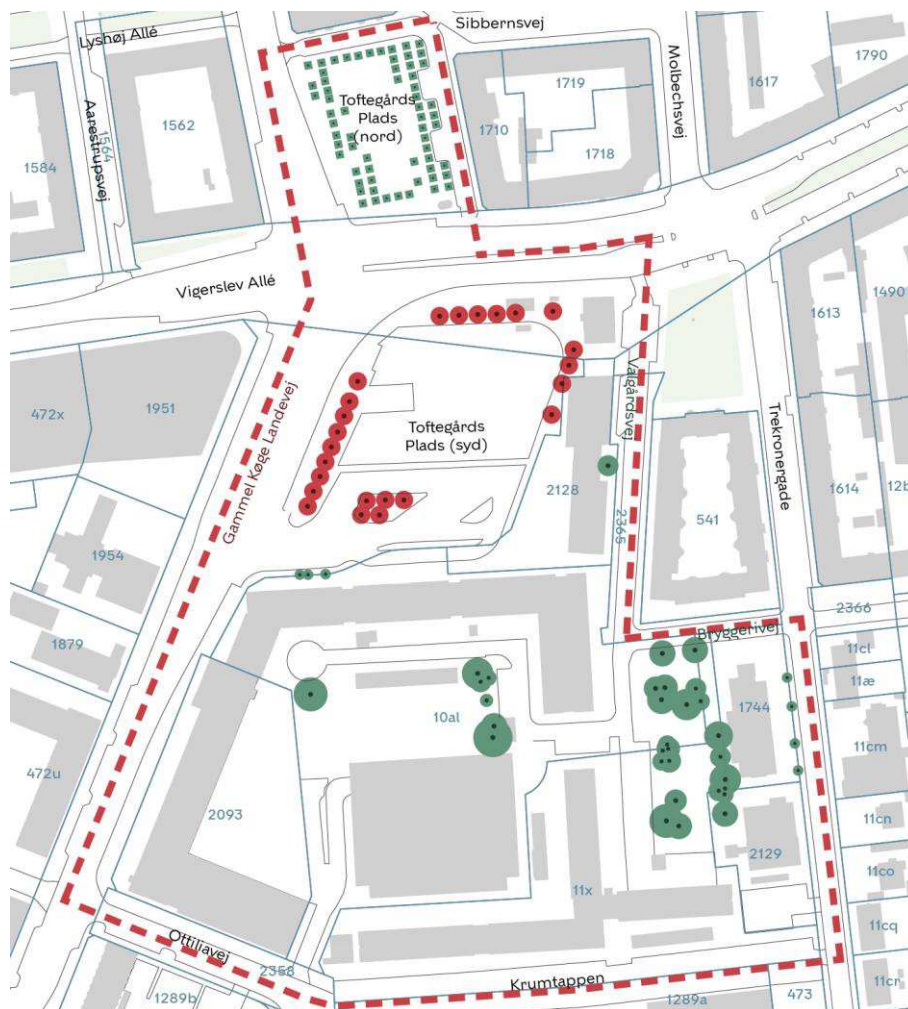 Sibbernsvej
Lyshøj Allé
Molbechsvej
1790
1617
1719
Toftegårds
Plads
(nord)
Aarestrupsvej
1564
1562
1710
1718
1584
Vigerslev Allé
1490
1613
Valgårdsvej
472x
1951
Toftegårds
Plads (syd)
Trekronergade
Gammel Køge Landevej
2128
2365
541
1614
12b
1954
2366
Bryggerivej
1879
11cl
11æ
10al
1744
472u
11cm
2093
11cn
2129
11co
11x
11cq
Ottiliavej
2358
Krumtappen
11cr
1289b
1289a
473